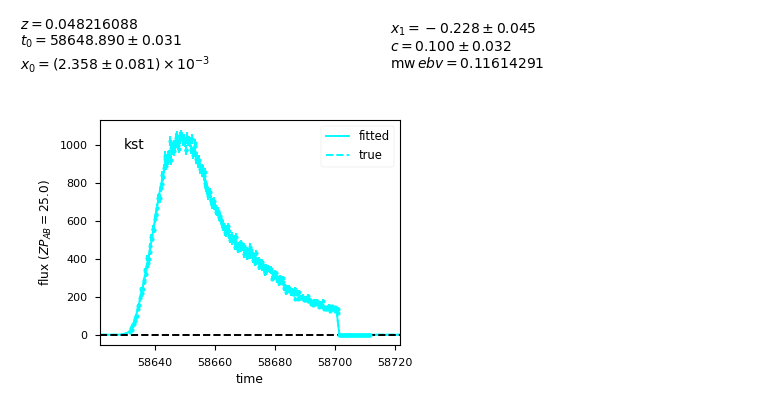 z = 0.048216088
t₀ = 58648.890 ± 0.031
x₀ = (2.358 ± 0.081) × 10⁻³
x₁ = −0.228 ± 0.045
c = 0.100 ± 0.032
mw ebv = 0.11614291
kst
fitted
true
1000
800
600
400
200
0
flux (ZP_AB = 25.0)
58640 58660 58680 58700 58720
time